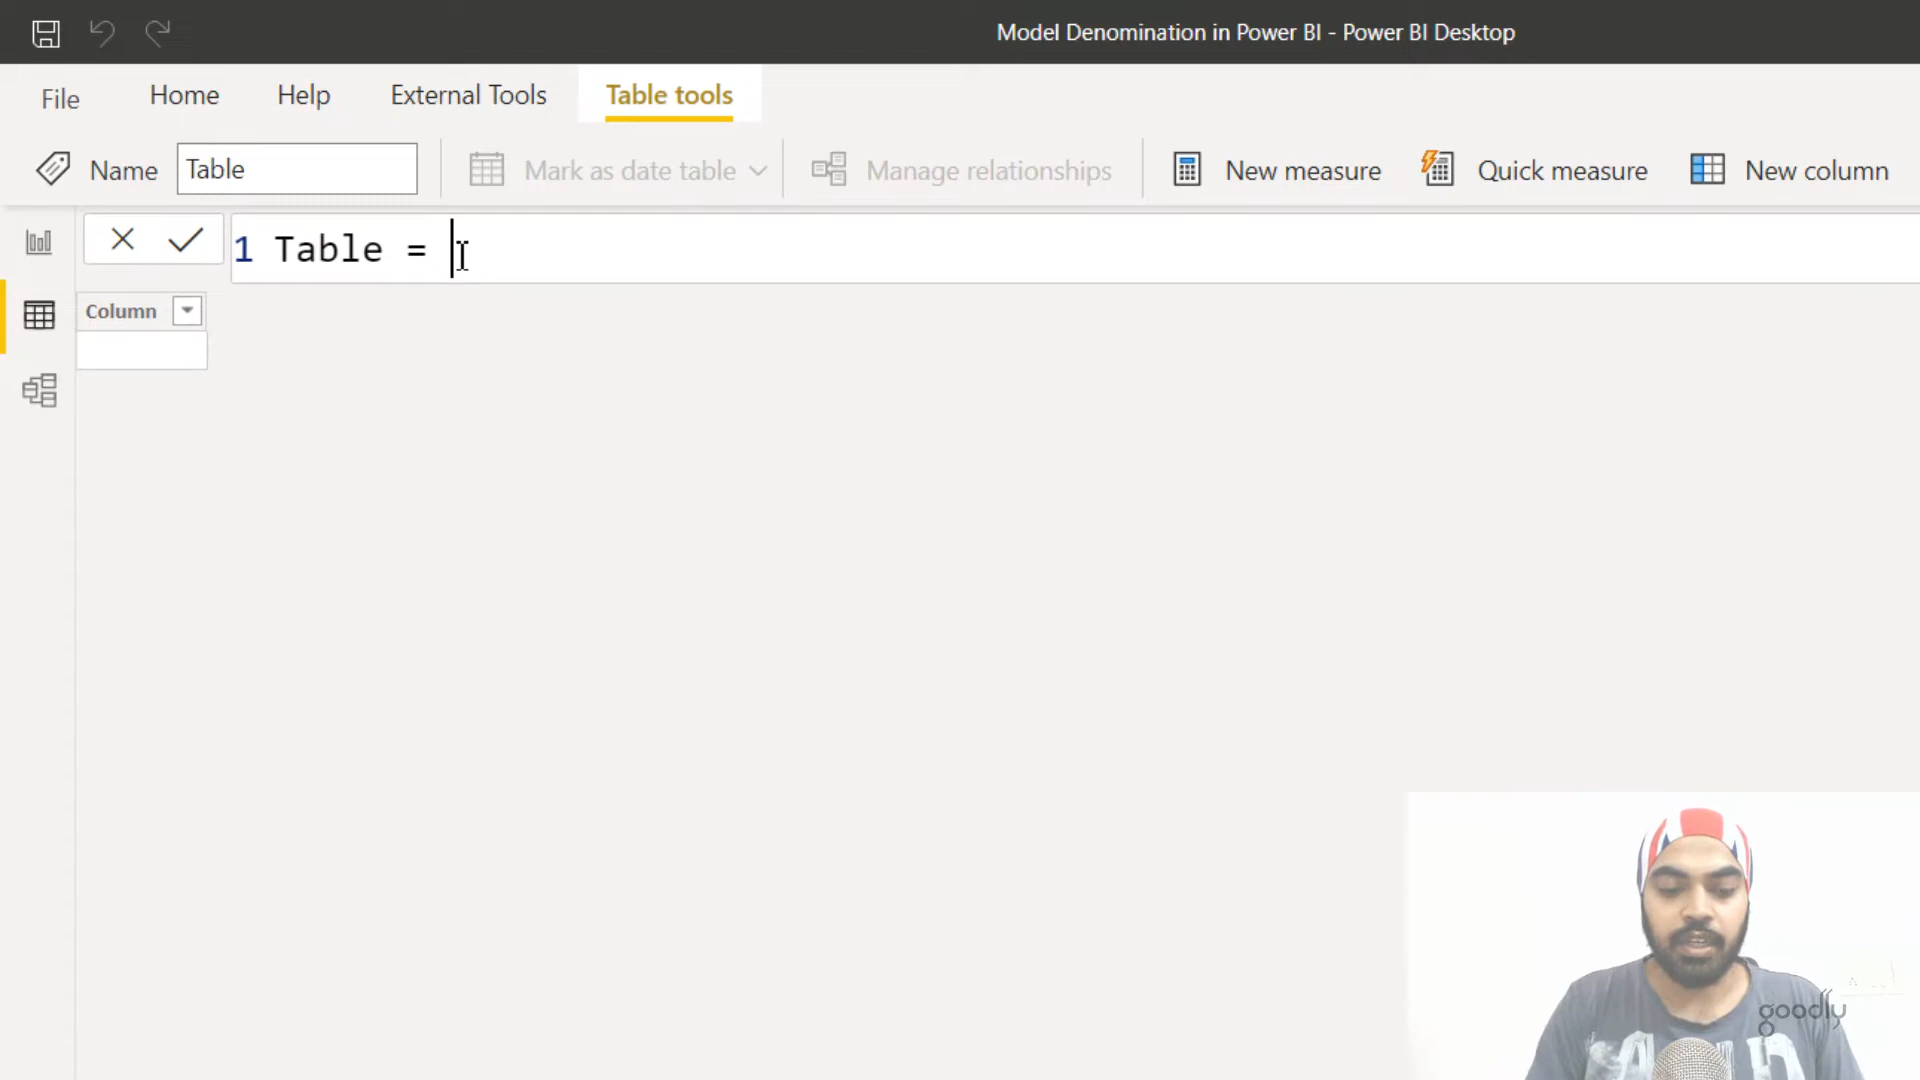 Model Denomination in Power BI - Power BI Desktop
File Home Help External Tools Table tools
Name Table Mark as date table Manage relationships New measure Quick measure New column
1 Table =
Column
goodly